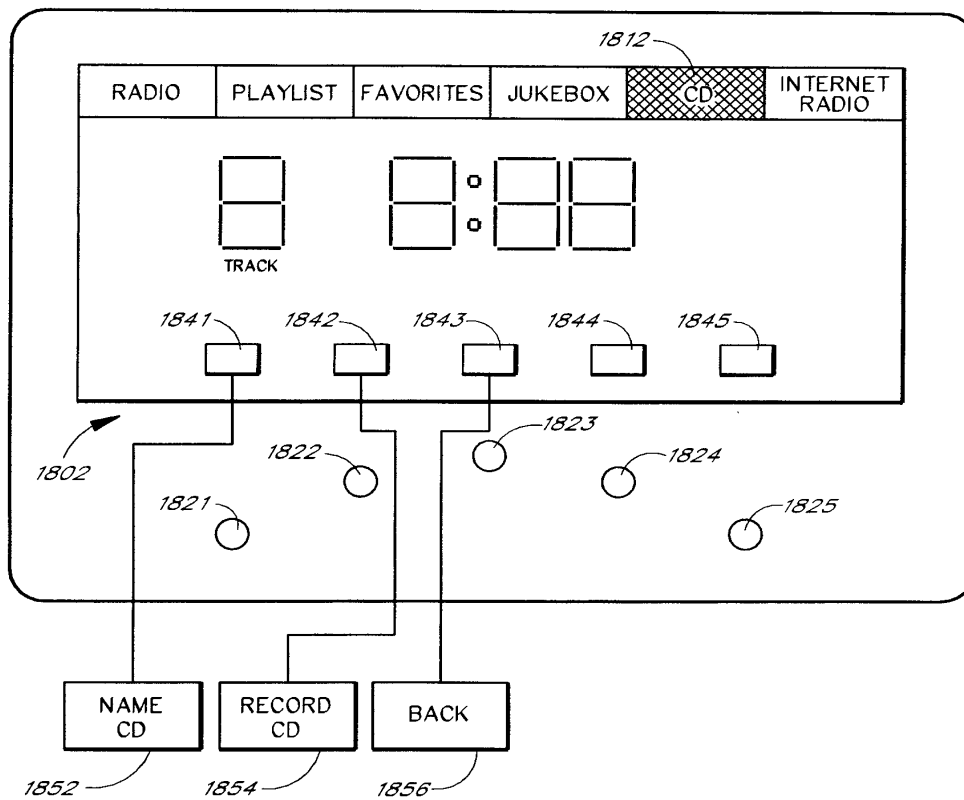 1812
RADIO PLAYLIST FAVORITES JUKEBOX CD INTERNET RADIO
TRACK
1841 1842 1843 1844 1845
1802
1821 1822 1823 1824 1825
NAME CD
RECORD CD
BACK
1852 1854 1856